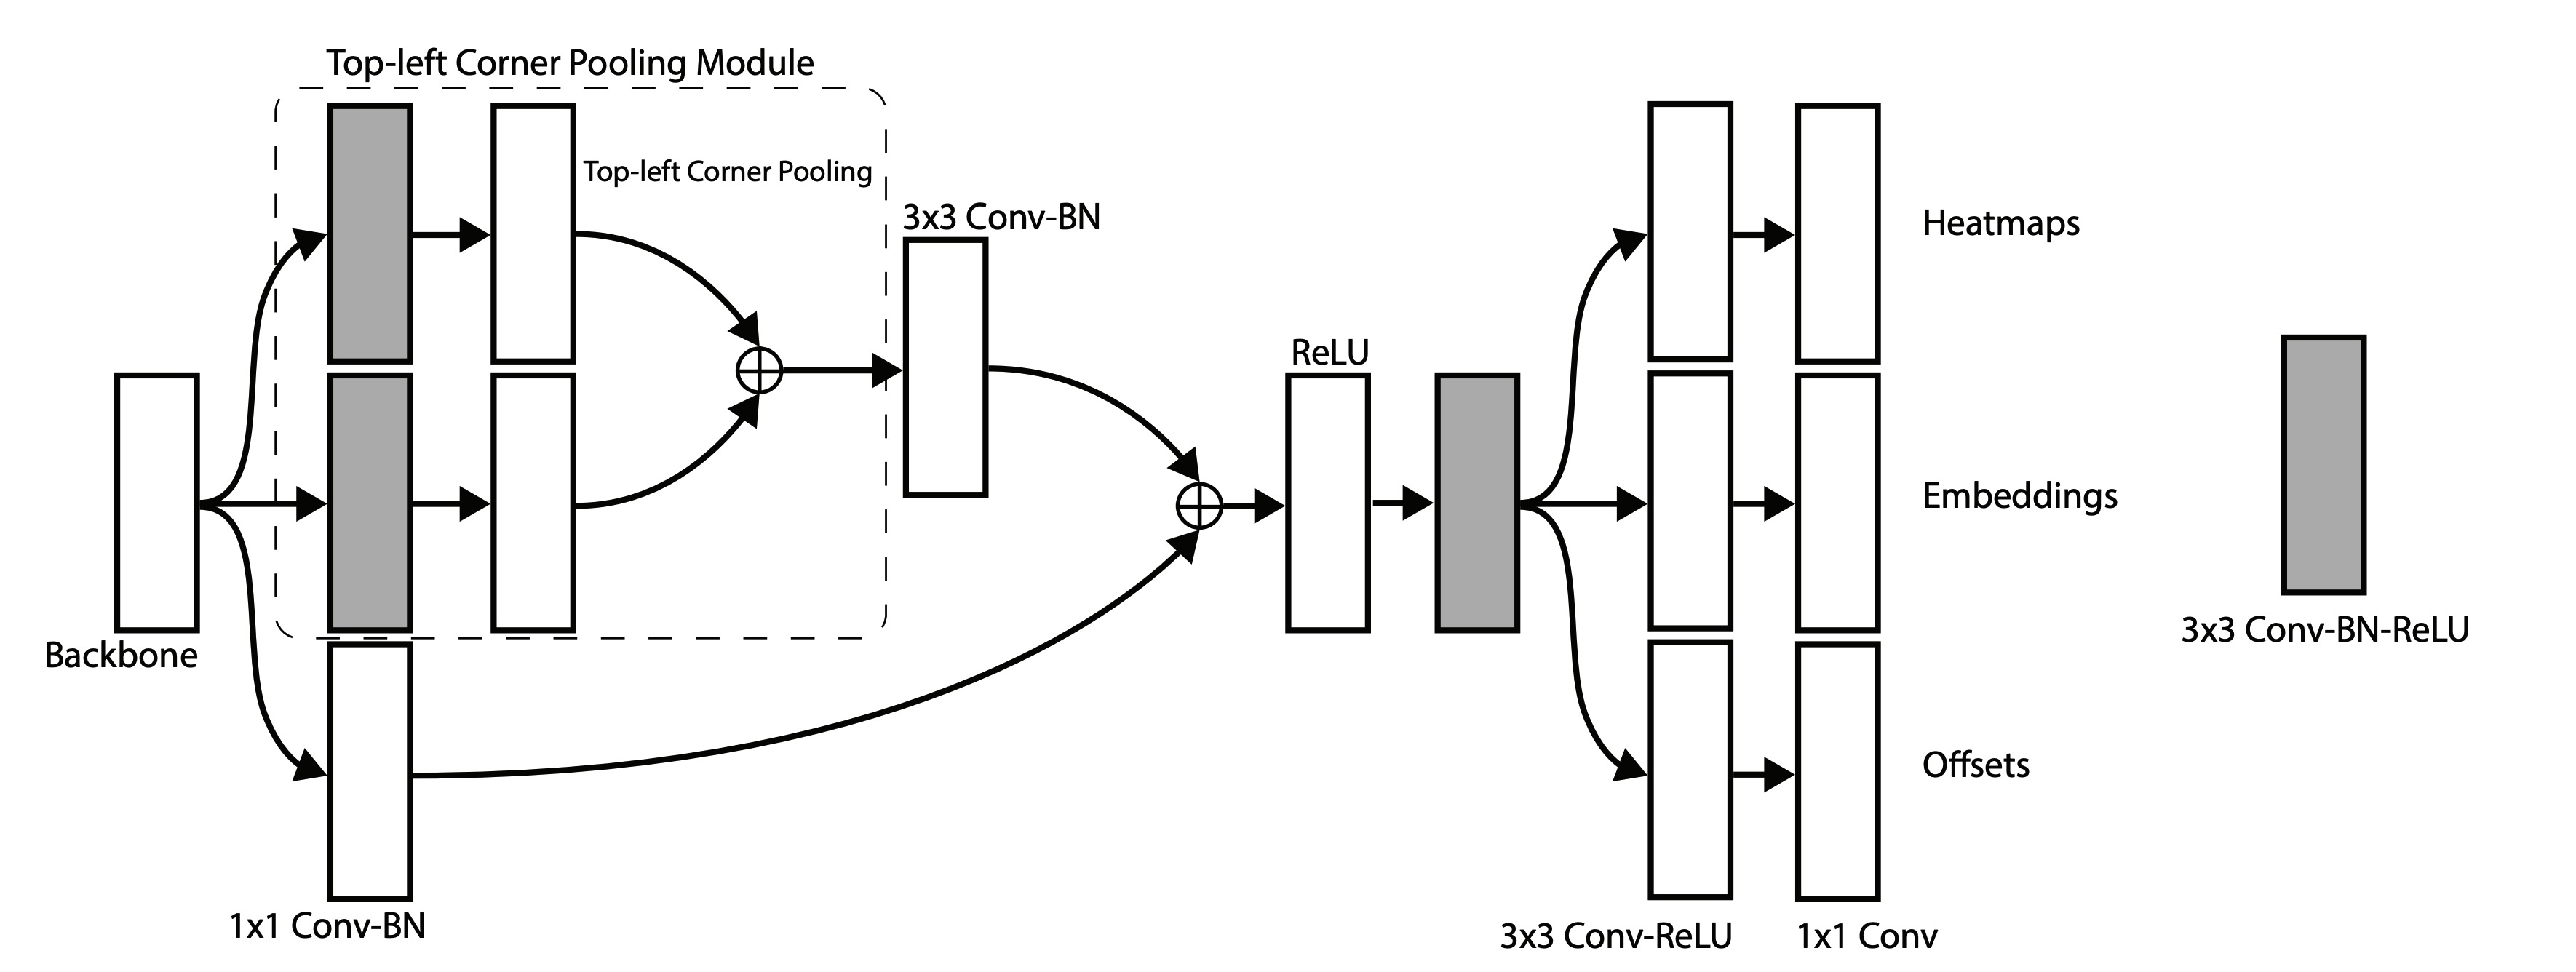 Top-left Corner Pooling Module
Top-left Corner Pooling
3x3 Conv-BN
Backbone
1x1 Conv-BN
ReLU
Heatmaps
Embeddings
Offsets
3x3 Conv-ReLU
1x1 Conv
3x3 Conv-BN-ReLU